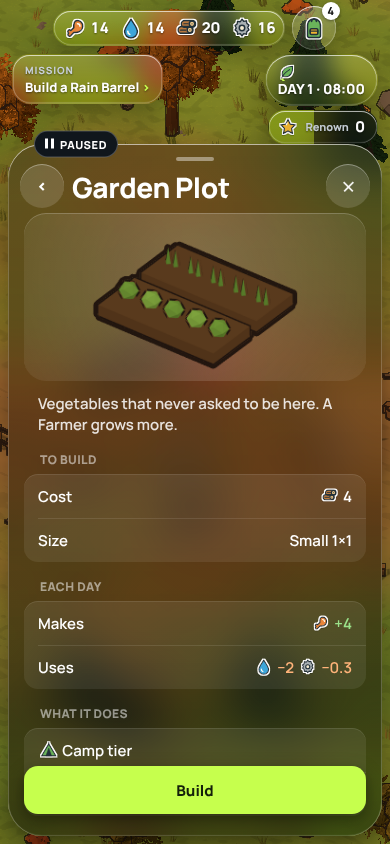 14 14 20 16
4
MISSION
Build a Rain Barrel ›
DAY 1 · 08:00
Renown 0
PAUSED
Garden Plot
Vegetables that never asked to be here. A
Farmer grows more.
TO BUILD
Cost 4
Size Small 1×1
EACH DAY
Makes +4
Uses −2 −0.3
WHAT IT DOES
Camp tier
Build